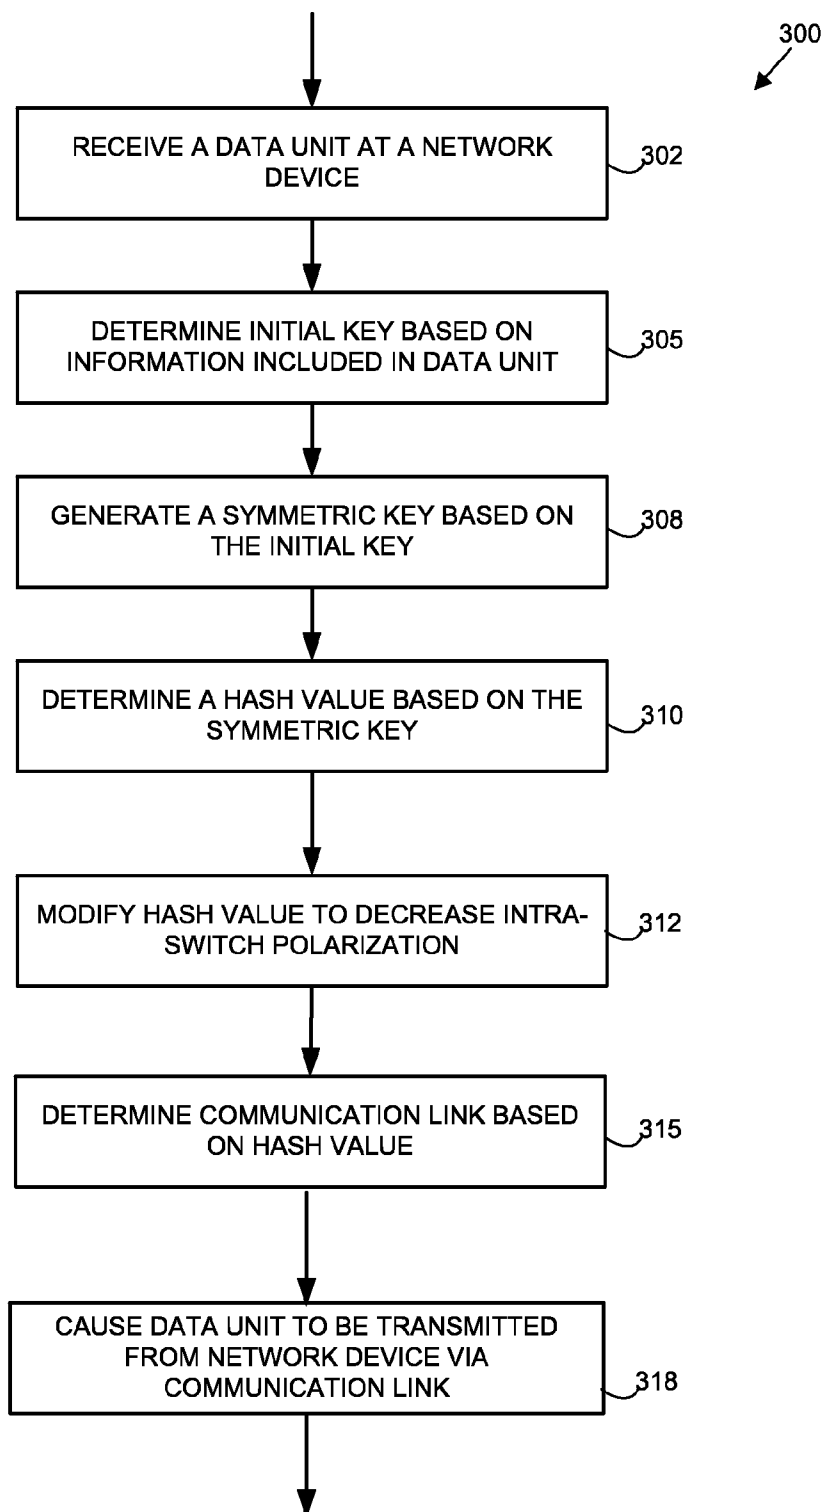 300
RECEIVE A DATA UNIT AT A NETWORK
DEVICE
302
DETERMINE INITIAL KEY BASED ON
INFORMATION INCLUDED IN DATA UNIT
305
GENERATE A SYMMETRIC KEY BASED ON
THE INITIAL KEY
308
DETERMINE A HASH VALUE BASED ON THE
SYMMETRIC KEY
310
MODIFY HASH VALUE TO DECREASE INTRA-
SWITCH POLARIZATION
312
DETERMINE COMMUNICATION LINK BASED
ON HASH VALUE
315
CAUSE DATA UNIT TO BE TRANSMITTED
FROM NETWORK DEVICE VIA
COMMUNICATION LINK
318